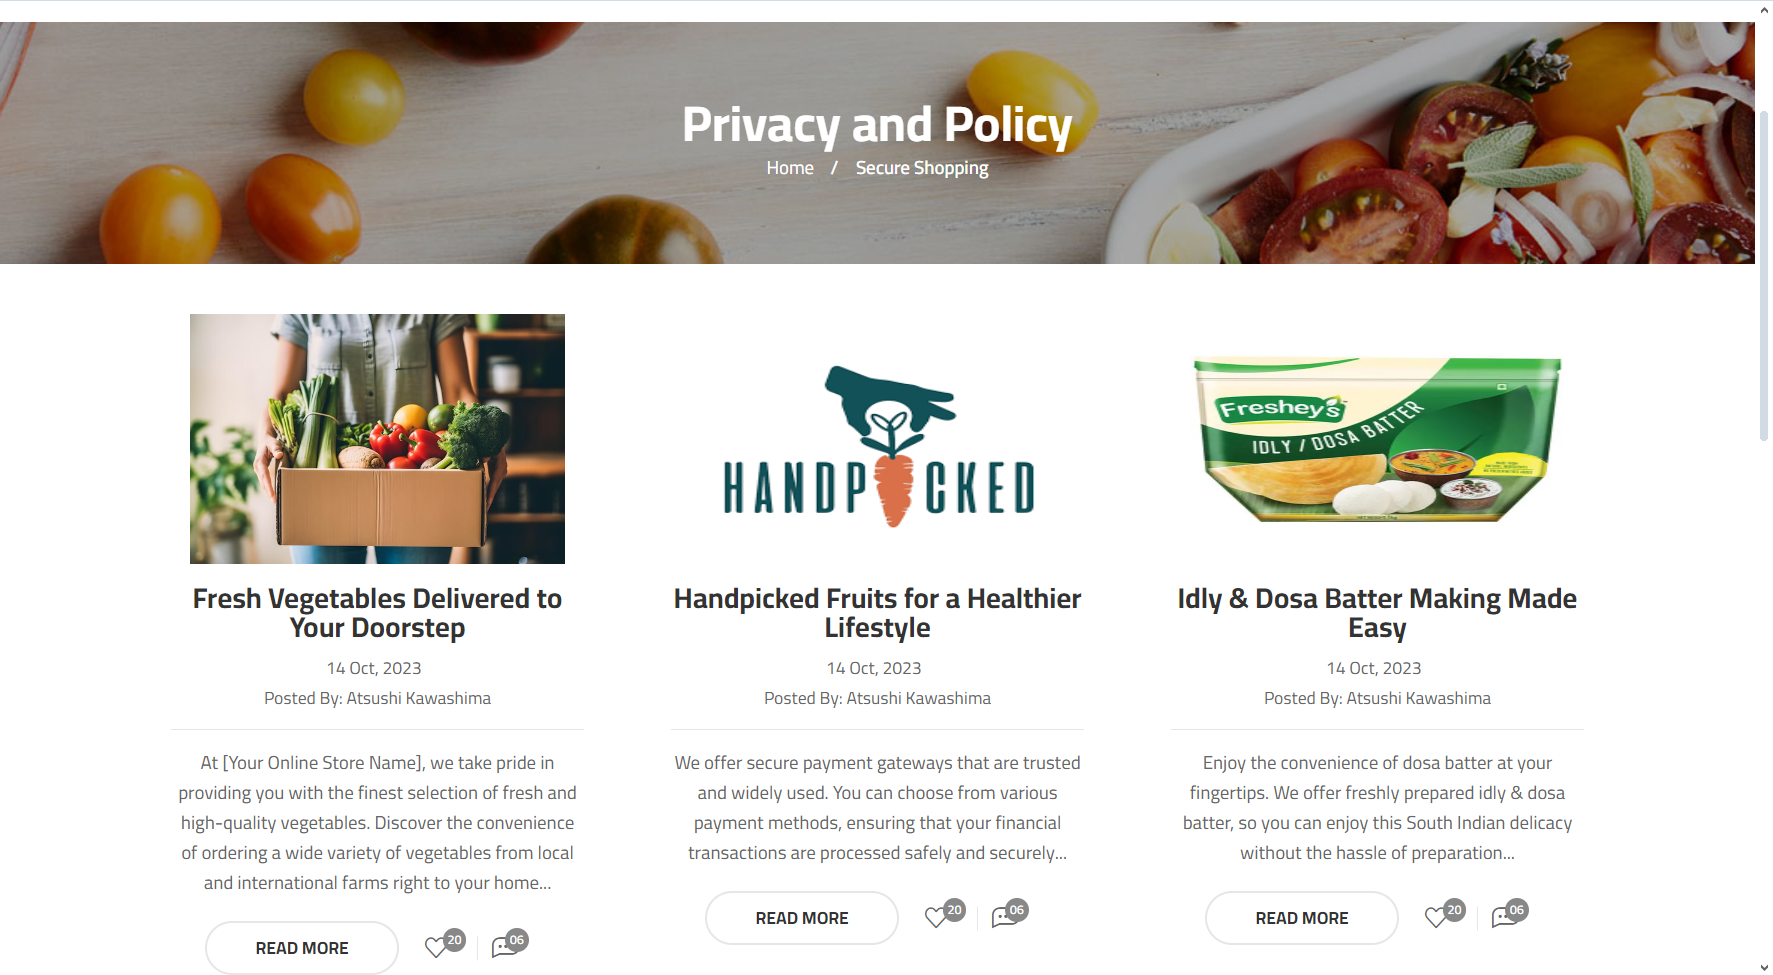 Privacy and Policy
Home / Secure Shopping
HANDPICKED
Freshey's
IDLY / DOSA BATTER
Fresh Vegetables Delivered to
Your Doorstep
14 Oct, 2023
Posted By: Atsushi Kawashima
At [Your Online Store Name], we take pride in
providing you with the finest selection of fresh and
high-quality vegetables. Discover the convenience
of ordering a wide variety of vegetables from local
and international farms right to your home...
READ MORE
20
06
Handpicked Fruits for a Healthier
Lifestyle
14 Oct, 2023
Posted By: Atsushi Kawashima
We offer secure payment gateways that are trusted
and widely used. You can choose from various
payment methods, ensuring that your financial
transactions are processed safely and securely...
READ MORE
20
06
Idly & Dosa Batter Making Made
Easy
14 Oct, 2023
Posted By: Atsushi Kawashima
Enjoy the convenience of dosa batter at your
fingertips. We offer freshly prepared idly & dosa
batter, so you can enjoy this South Indian delicacy
without the hassle of preparation...
READ MORE
20
06